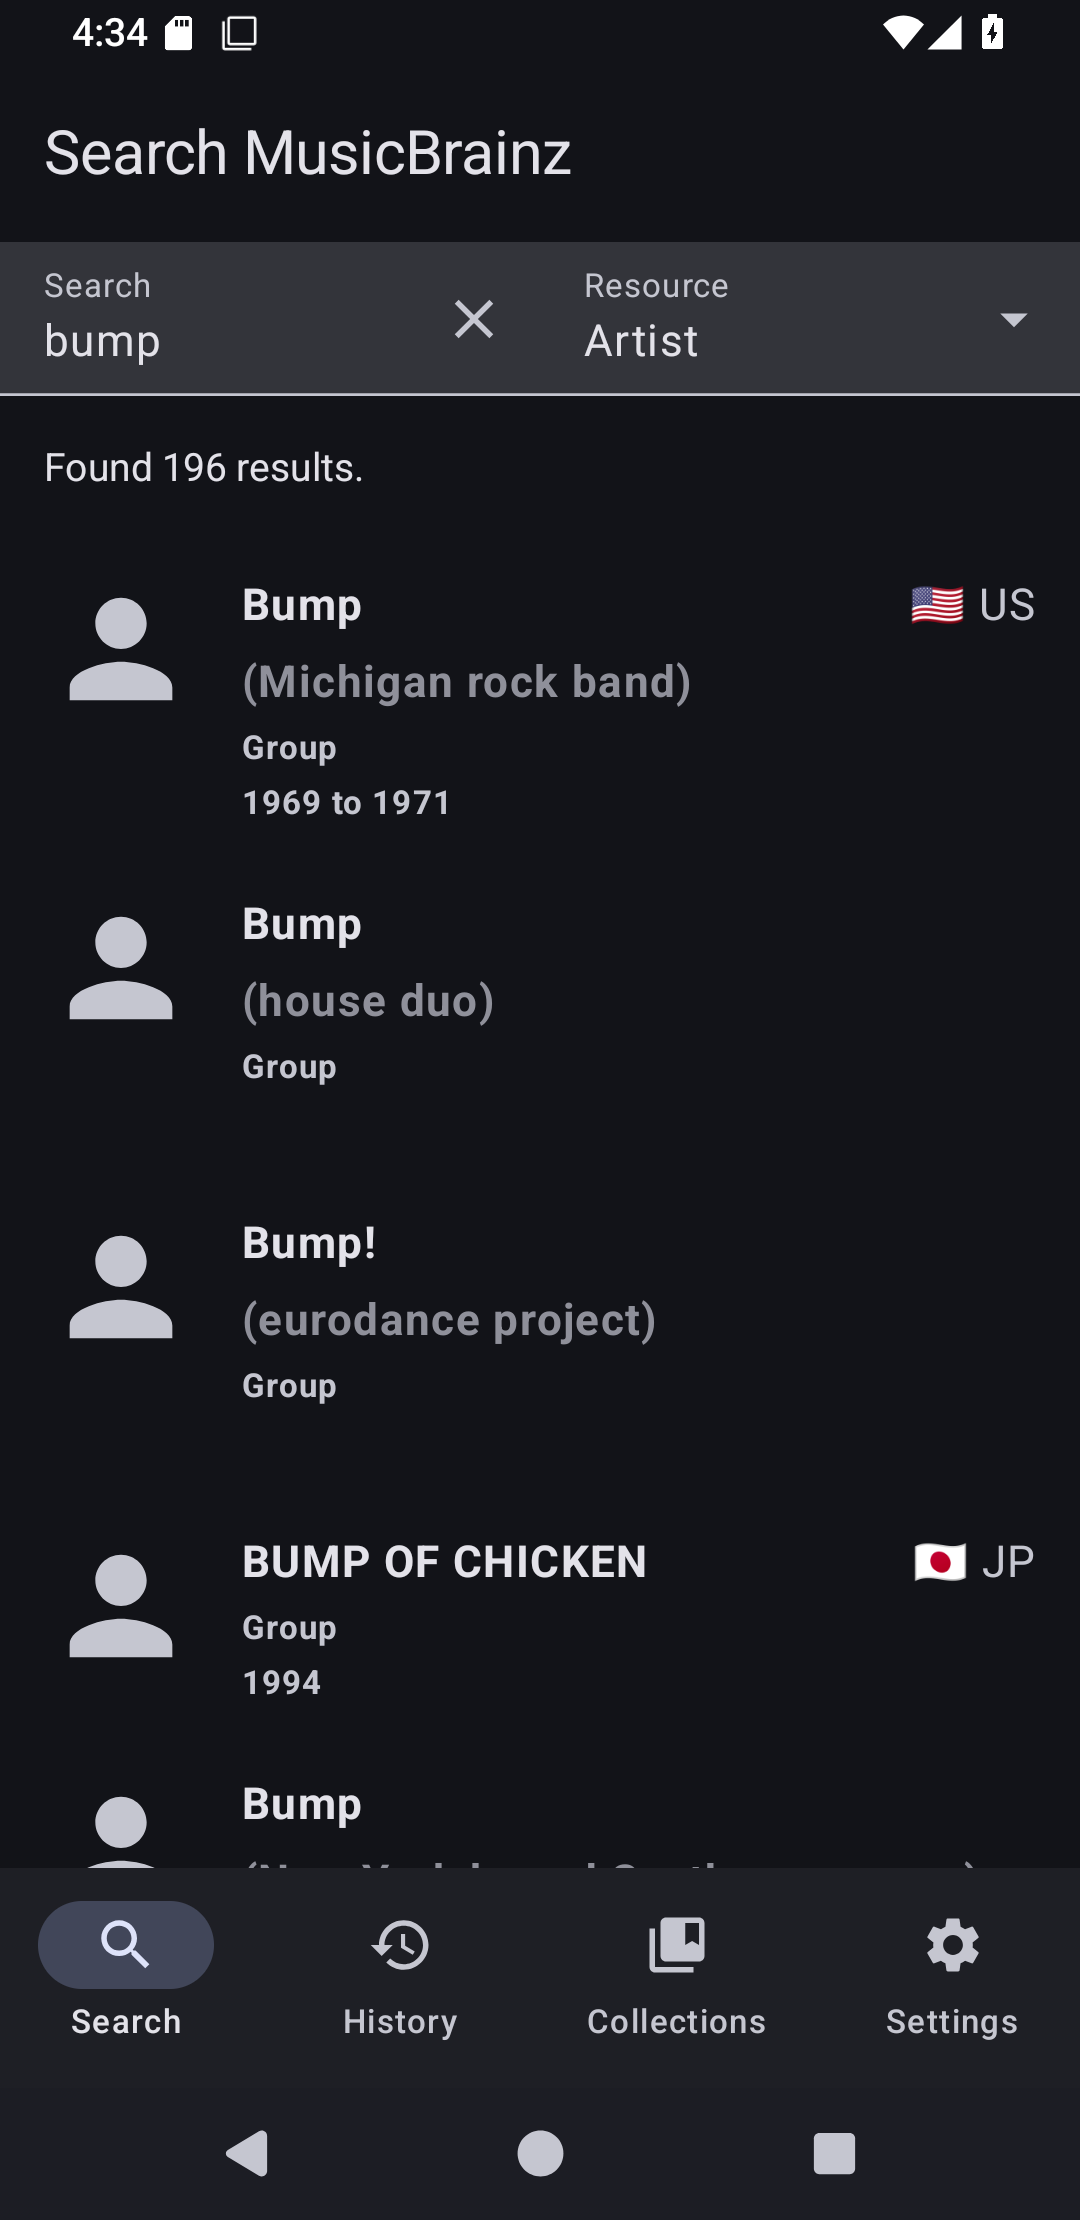 4:34
Search MusicBrainz
Search
bump
Resource
Artist
Found 196 results.
Bump
US
(Michigan rock band)
Group
1969 to 1971
Bump
(house duo)
Group
Bump!
(eurodance project)
Group
BUMP OF CHICKEN
JP
Group
1994
Bump
Search
History
Collections
Settings